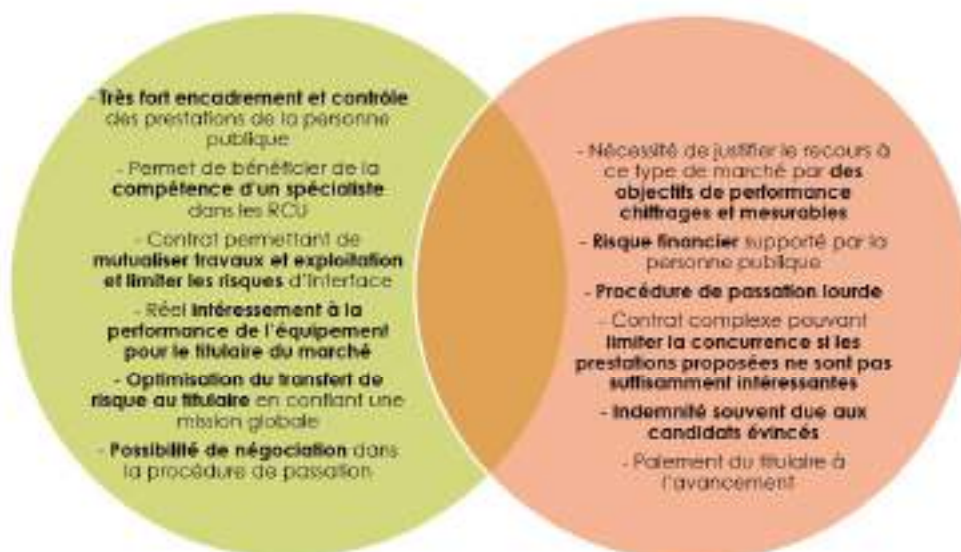 - Très fort encadrement et contrôle
des prestations de la personne
publique
- Permet de bénéficier de la
compétence d'un spécialiste
dans les RCU
- Contrat permettant de
mutualiser travaux et exploitation
et limiter les risques d'interface
- Réel intéressement à la
performance de l'équipement
pour le titulaire du marché
- Optimisation du transfert de
risque au titulaire en confiant une
mission globale
- Possibilité de négociation dans
la procédure de passation
- Nécessité de justifier le recours à
ce type de marché par des
objectifs de performance
chiffrages et mesurables
- Risque financier supporté par la
personne publique
- Procédure de passation lourde
- Contrat complexe pouvant
limiter la concurrence si les
prestations proposées ne sont pas
suffisamment intéressantes
- Indemnité souvent due aux
candidats évincés
- Paiement du titulaire à
l'avancement